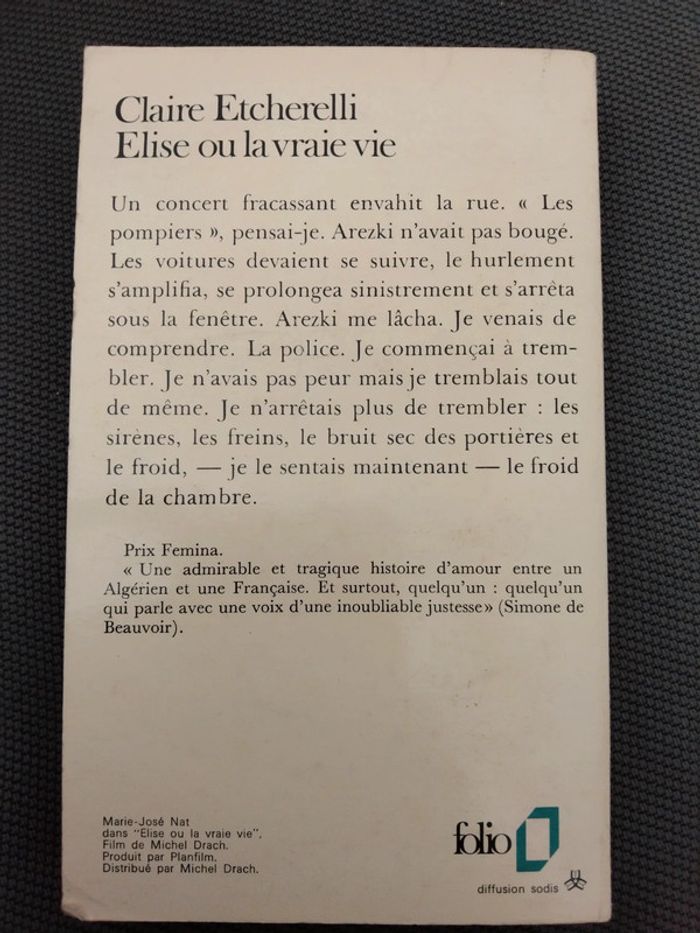 Claire Etcherelli
Elise ou la vraie vie
Un concert fracassant envahit la rue. « Les
pompiers », pensai-je. Arezki n'avait pas bougé.
Les voitures devaient se suivre, le hurlement
s'amplifia, se prolongea sinistrement et s'arrêta
sous la fenêtre. Arezki me lâcha. Je venais de
comprendre. La police. Je commençai à trem-
bler. Je n'avais pas peur mais je tremblais tout
de même. Je n'arrêtais plus de trembler : les
sirènes, les freins, le bruit sec des portières et
le froid, — je le sentais maintenant — le froid
de la chambre.
Prix Femina.
« Une admirable et tragique histoire d'amour entre un
Algérien et une Française. Et surtout, quelqu'un : quelqu'un
qui parle avec une voix d'une inoubliable justesse» (Simone de
Beauvoir).
Marie-José Nat
dans "Elise ou la vraie vie".
Film de Michel Drach.
Produit par Planfilm.
Distribué par Michel Drach.
folio
diffusion sodis